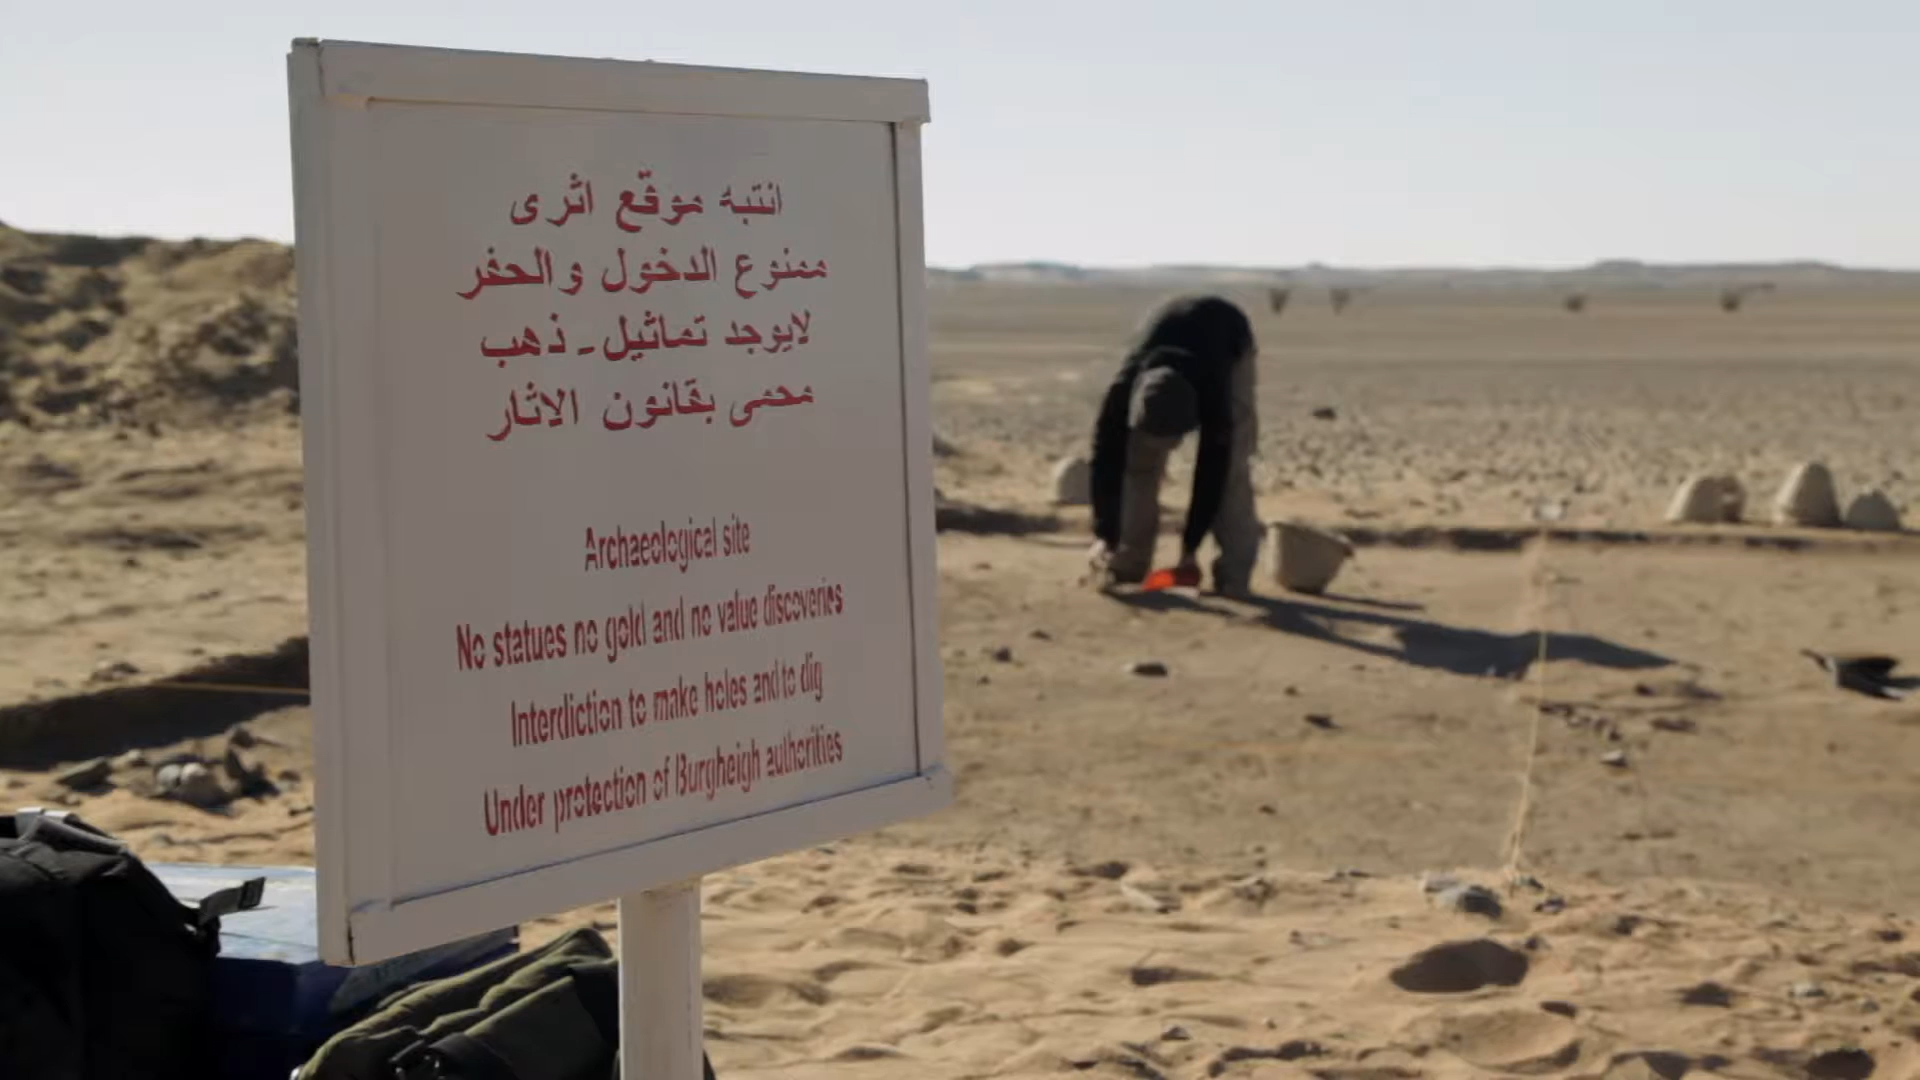 انتبه موقع اثرى
ممنوع الدخول والحفر
لايوجد تماثيل - ذهب
محمى بقانون الاثار
Archaeological site
No statues no gold and no value discoveries
Interdiction to make holes and to dig
Under protection of Burgheigh authorities